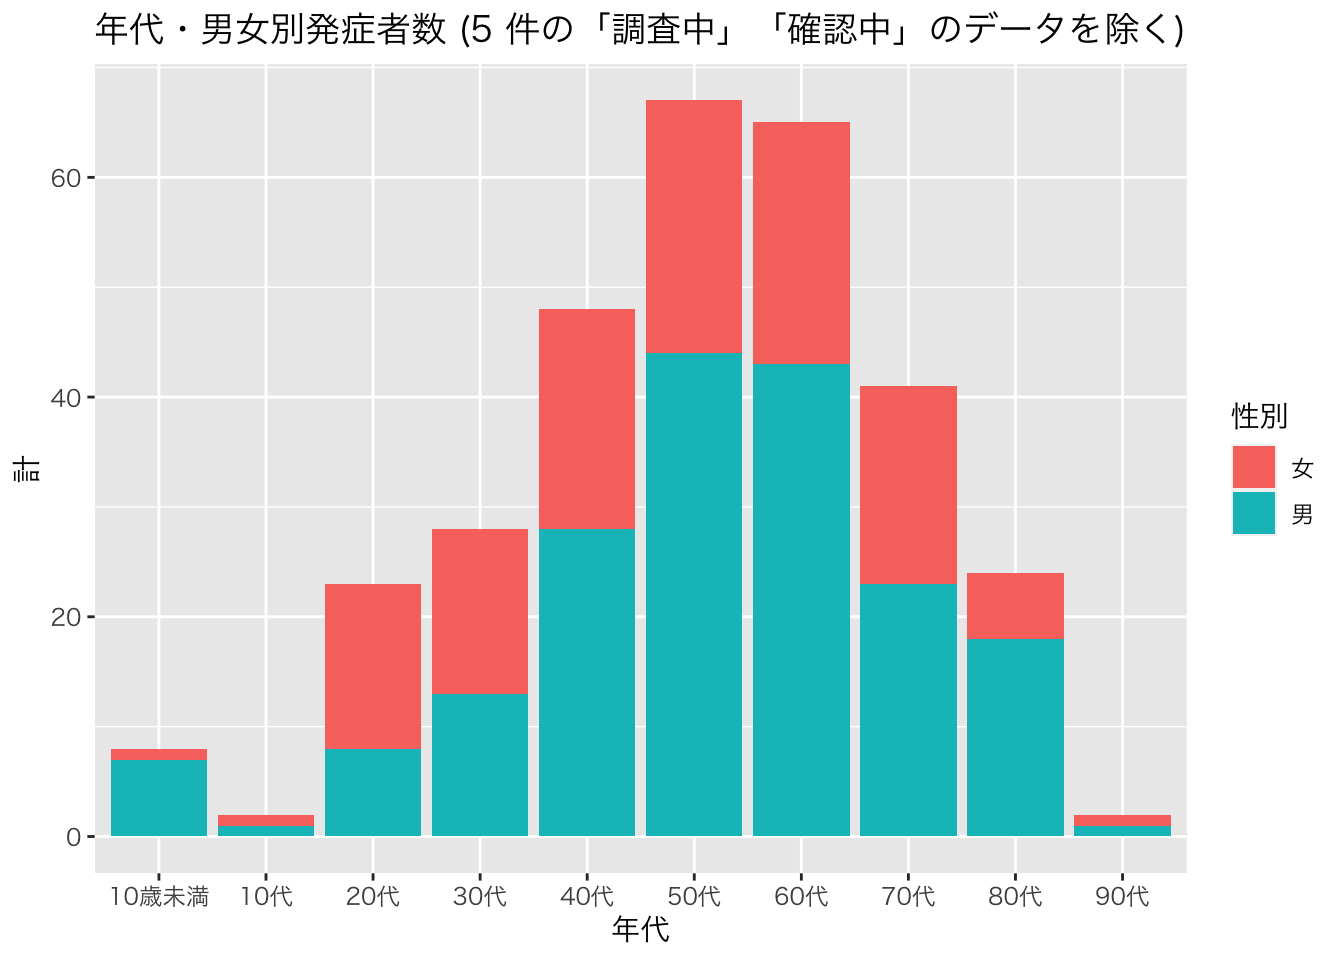 年代・男女別発症者数 (5 件の「調査中」「確認中」のデータを除く)
計
60
40
20
0
10歳未満 10代 20代 30代 40代 50代 60代 70代 80代 90代
年代
性別
女
男